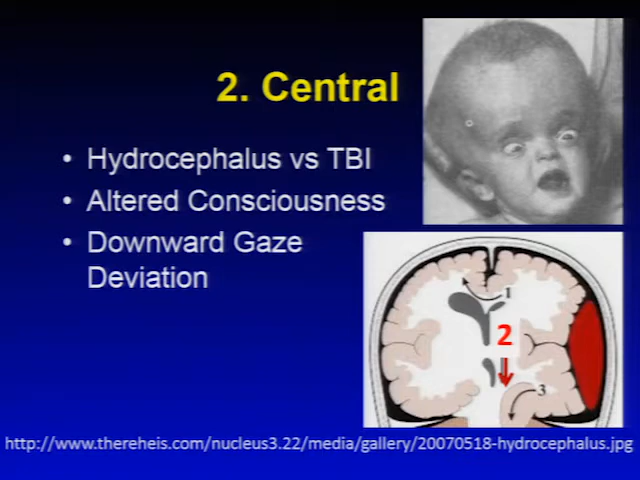 2. Central
• Hydrocephalus vs TBI
• Altered Consciousness
• Downward Gaze
Deviation
1
2
3
http://www.thereheis.com/nucleus3.22/media/gallery/20070518-hydrocephalus.jpg